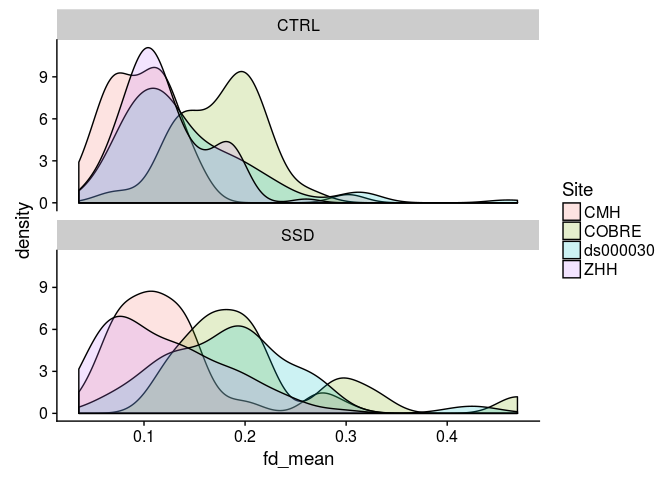 CTRL
9
6
3
0
SSD
9
6
3
0
0.1 0.2 0.3 0.4
fd_mean
density
Site
CMH
COBRE
ds000030
ZHH